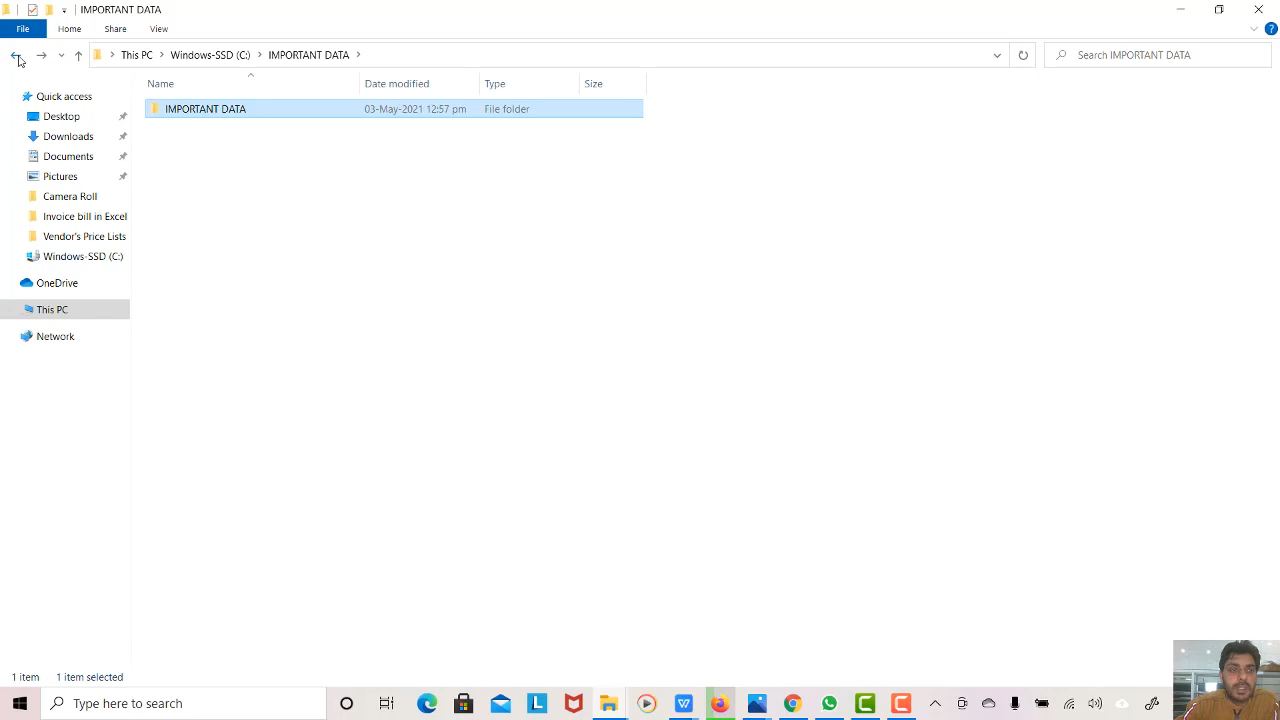 IMPORTANT DATA
File Home Share View
This PC Windows-SSD (C:) IMPORTANT DATA
Search IMPORTANT DATA
Name Date modified Type Size
IMPORTANT DATA 03-May-2021 12:57 pm File folder
Quick access
Desktop
Downloads
Documents
Pictures
Camera Roll
Invoice bill in Excel
Vendor's Price Lists
Windows-SSD (C:)
OneDrive
This PC
Network
1 item 1 item selected
Type here to search